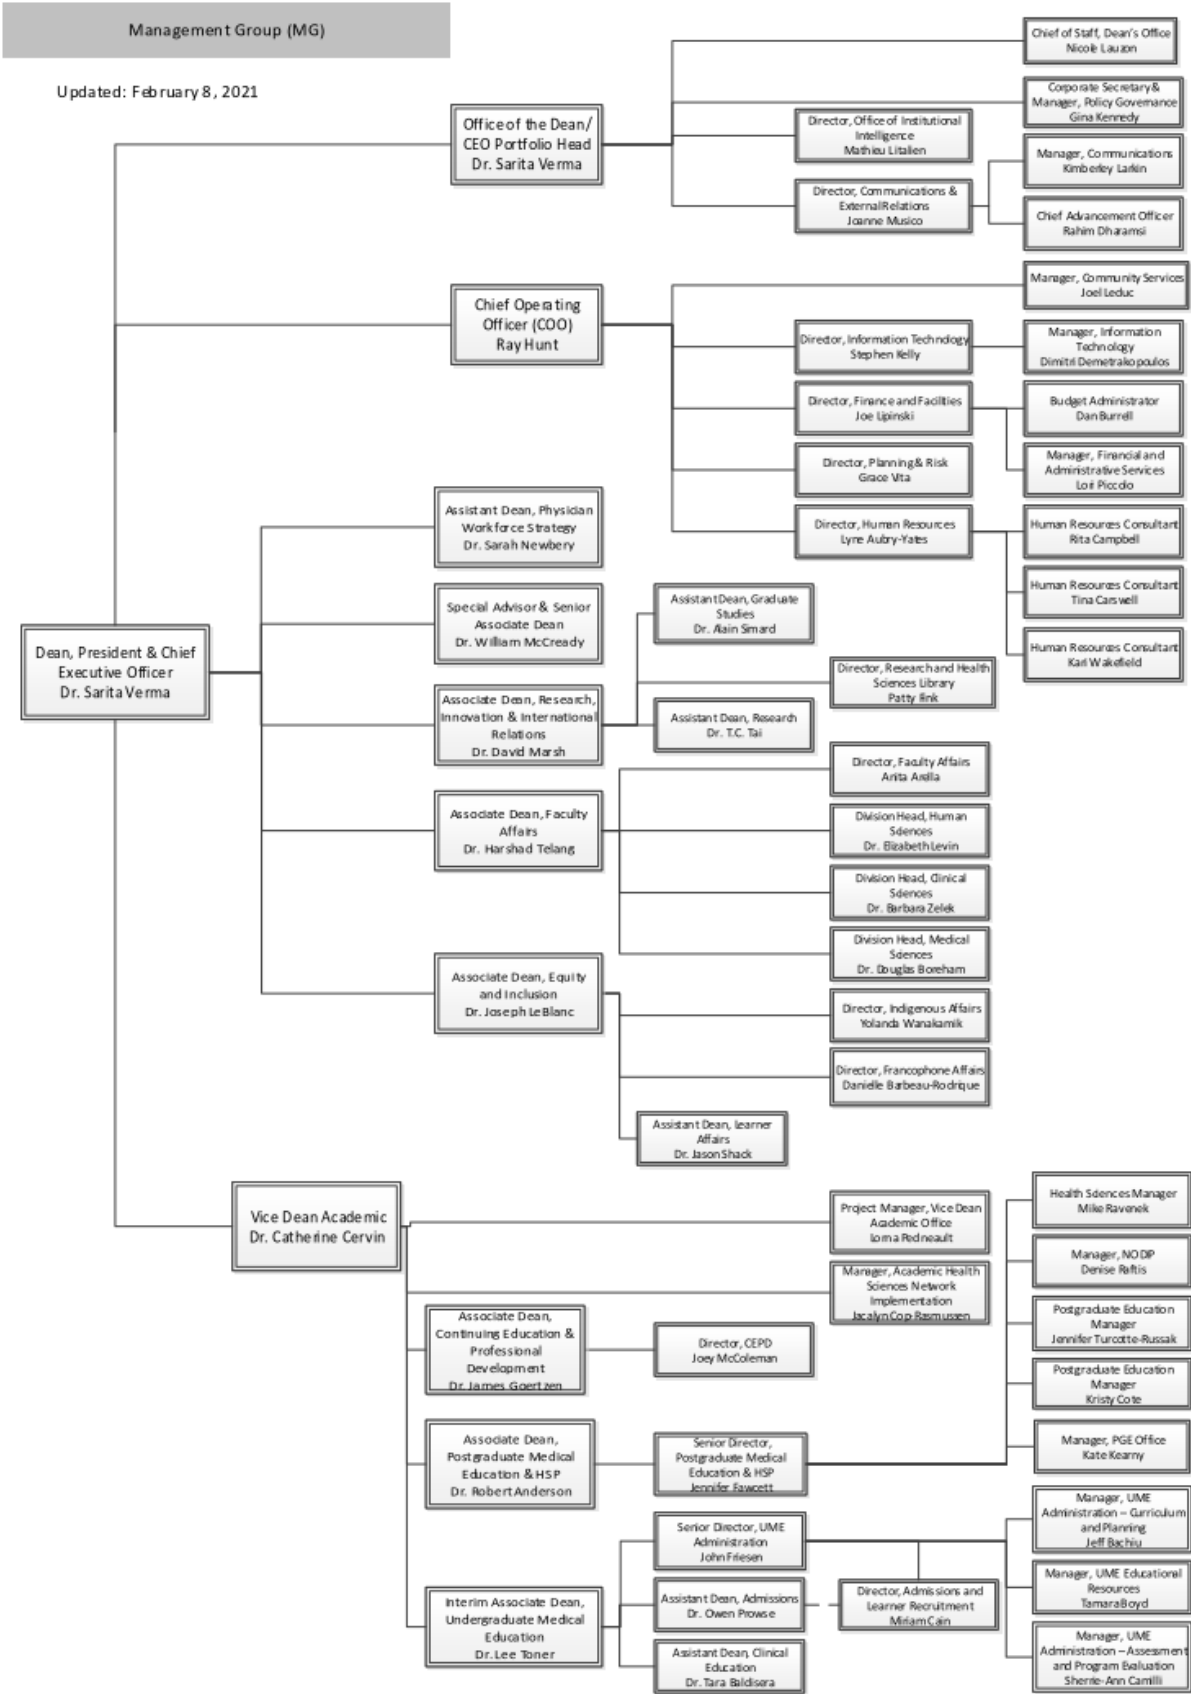 Management Group (MG)
Updated: February 8, 2021
Chief of Staff, Dean's Office
Nicole Lauzon
Corporate Secretary &
Manager, Policy Governance
Gina Kennedy
Office of the Dean/
CEO Portfolio Head
Dr. Sarita Verma
Director, Office of Institutional
Intelligence
Mathieu Litalien
Manager, Communications
Kimberley Larkin
Director, Communications &
External Relations
Joanne Musico
Chief Advancement Officer
Rahim Dharamsi
Manager, Community Services
Joel Leduc
Chief Operating
Officer (COO)
Ray Hunt
Director, Information Technology
Stephen Kelly
Manager, Information
Technology
Dimitri Demetrakopoulos
Director, Finance and Facilities
Joe Lipinski
Budget Administrator
Dan Burrell
Director, Planning & Risk
Grace Vita
Manager, Financial and
Administrative Services
Lori Piccolo
Director, Human Resources
Lyne Aubry-Yates
Human Resources Consultant
Rita Campbell
Human Resources Consultant
Tina Carswell
Human Resources Consultant
Kari Wakefield
Dean, President & Chief
Executive Officer
Dr. Sarita Verma
Assistant Dean, Physician
Workforce Strategy
Dr. Sarah Newbery
Special Advisor & Senior
Associate Dean
Dr. William McCready
Assistant Dean, Graduate
Studies
Dr. Alain Simard
Director, Research and Health
Sciences Library
Patty Fink
Associate Dean, Research,
Innovation & International
Relations
Dr. David Marsh
Assistant Dean, Research
Dr. T.C. Tai
Director, Faculty Affairs
Anita Arella
Associate Dean, Faculty
Affairs
Dr. Harshad Telang
Division Head, Human
Sciences
Dr. Elizabeth Levin
Division Head, Clinical
Sciences
Dr. Barbara Zelek
Division Head, Medical
Sciences
Dr. Douglas Boreham
Associate Dean, Equity
and Inclusion
Dr. Joseph LeBlanc
Director, Indigenous Affairs
Yolanda Wanakamik
Director, Francophone Affairs
Danielle Barbeau-Rodrique
Assistant Dean, Learner
Affairs
Dr. Jason Shack
Vice Dean Academic
Dr. Catherine Cervin
Project Manager, Vice Dean
Academic Office
Lorna Pedneault
Manager, Academic Health
Sciences Network
Implementation
Jacalyn Cop-Rasmussen
Associate Dean,
Continuing Education &
Professional
Development
Dr. James Goertzen
Director, CEPD
Joey McColeman
Associate Dean,
Postgraduate Medical
Education & HSP
Dr. Robert Anderson
Senior Director,
Postgraduate Medical
Education & HSP
Jennifer Fawcett
Health Sciences Manager
Mike Ravenek
Manager, NODIP
Denise Raftis
Postgraduate Education
Manager
Jennifer Turcotte-Russak
Postgraduate Education
Manager
Kristy Cote
Manager, PGE Office
Kate Kearny
Interim Associate Dean,
Undergraduate Medical
Education
Dr. Lee Toner
Senior Director, UME
Administration
John Friesen
Assistant Dean, Admissions
Dr. Owen Prowse
Director, Admissions and
Learner Recruitment
Miriam Cain
Assistant Dean, Clinical
Education
Dr. Tara Baldisera
Manager, UME
Administration – Curriculum
and Planning
Jeff Bachiu
Manager, UME Educational
Resources
Tamara Boyd
Manager, UME
Administration – Assessment
and Program Evaluation
Sherrie-Ann Camilli